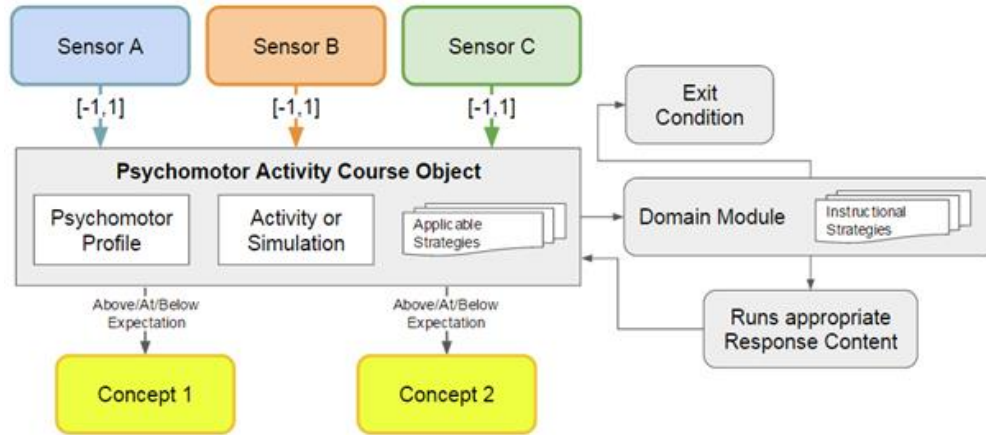 Sensor A
Sensor B
Sensor C
[-1,1]
[-1,1]
[-1,1]
Exit
Condition
Psychomotor Activity Course Object
Psychomotor
Profile
Activity or
Simulation
Applicable
Strategies
Domain Module
Instructional
Strategies
Above/At/Below
Expectation
Above/At/Below
Expectation
Runs appropriate
Response Content
Concept 1
Concept 2